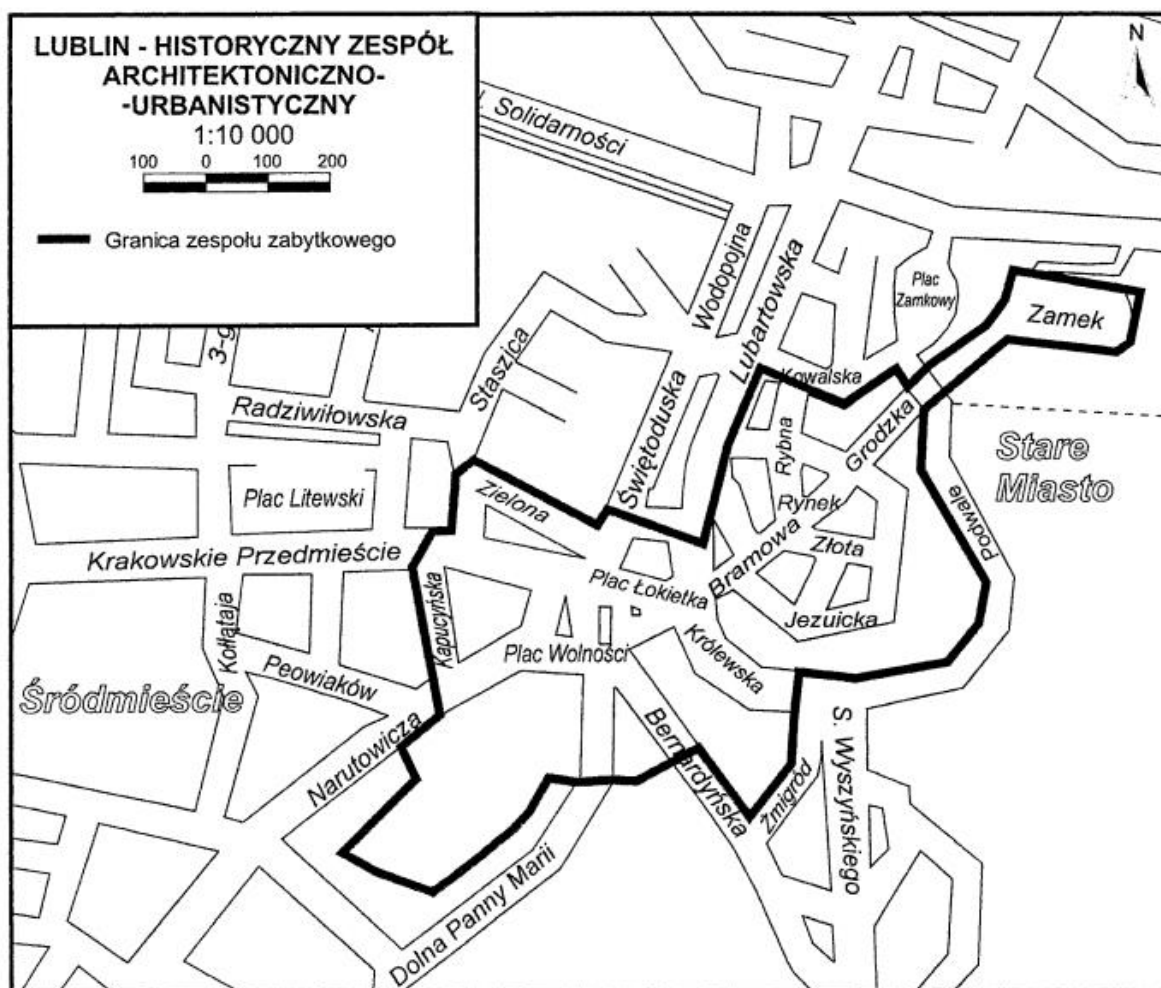 LUBLIN - HISTORYCZNY ZESPÓŁ
ARCHITEKTONICZNO-
-URBANISTYCZNY
1:10 000
100 0 100 200
Granica zespołu zabytkowego
N
l. Solidarności
Wodopojna
Lubartowska
Plac
Zamkowy
Zamek
3-9
Staszica
Radziwiłowska
Świętoduska
Kowalska
Rybna
Grodzka
Stare
Miasto
Plac Litewski
Zielona
Rynek
Podwale
Krakowskie Przedmieście
Bramowa
Złota
Plac Łokietka
Kapucyńska
Jezuicka
Kołłątaja
Plac Wolności
Królewska
Peowiaków
Śródmieście
Narutowicza
Bernardyńska
Żmigród
S. Wyszyńskiego
Dolna Panny Marii